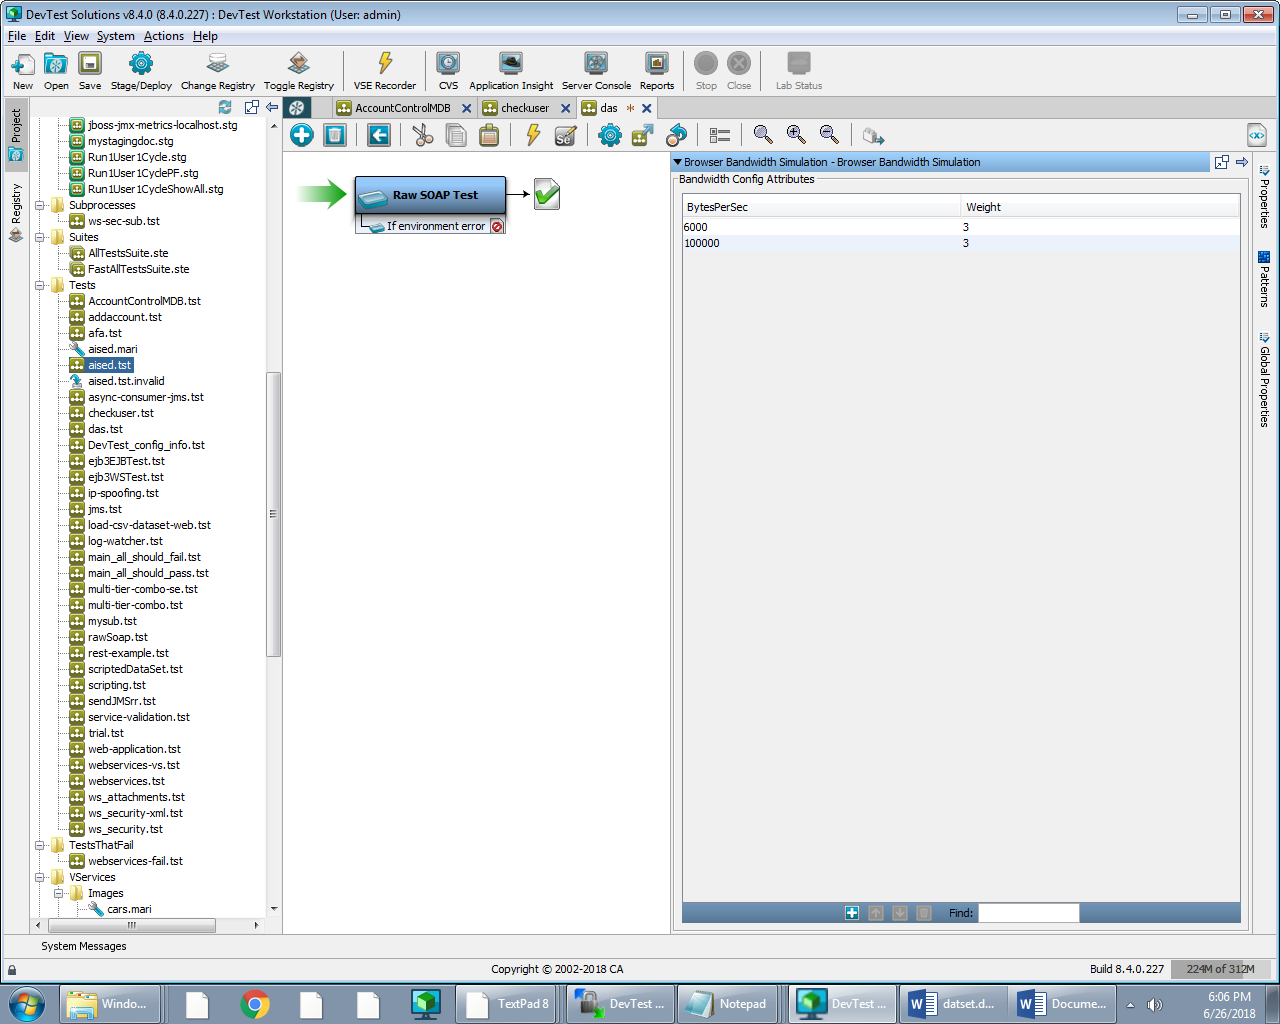 DevTest Solutions v8.4.0 (8.4.0.227) : DevTest Workstation (User: admin)
File Edit View System Actions Help
New Open Save Stage/Deploy Change Registry Toggle Registry VSE Recorder CVS Application Insight Server Console Reports Stop Close Lab Status
Project
Registry
AccountControlMDB checkuser das
jboss-jmx-metrics-localhost.stg
mystagingdoc.stg
Run1User1Cycle.stg
Run1User1CyclePF.stg
Run1User1CycleShowAll.stg
Subprocesses
ws-sec-sub.tst
Suites
AllTestsSuite.ste
FastAllTestsSuite.ste
Tests
AccountControlMDB.tst
addaccount.tst
afa.tst
aised.mari
aised.tst
aised.tst.invalid
async-consumer-jms.tst
checkuser.tst
das.tst
DevTest_config_info.tst
ejb3EJBTest.tst
ejb3WSTest.tst
ip-spoofing.tst
jms.tst
load-csv-dataset-web.tst
log-watcher.tst
main_all_should_fail.tst
main_all_should_pass.tst
multi-tier-combo-se.tst
multi-tier-combo.tst
mysub.tst
rawSoap.tst
rest-example.tst
scriptedDataSet.tst
scripting.tst
sendJMSrr.tst
service-validation.tst
trial.tst
web-application.tst
webservices-vs.tst
webservices.tst
ws_attachments.tst
ws_security-xml.tst
ws_security.tst
TestsThatFail
webservices-fail.tst
VServices
Images
cars.mari
Raw SOAP Test
If environment error
Browser Bandwidth Simulation - Browser Bandwidth Simulation
Bandwidth Config Attributes
BytesPerSec Weight
6000 3
100000 3
Find:
Properties
Patterns
Global Properties
System Messages
Copyright © 2002-2018 CA
Build 8.4.0.227 224M of 312M
Windo... TextPad 8 DevTest ... Notepad DevTest ... datset.d... Docume...
6:06 PM
6/26/2018